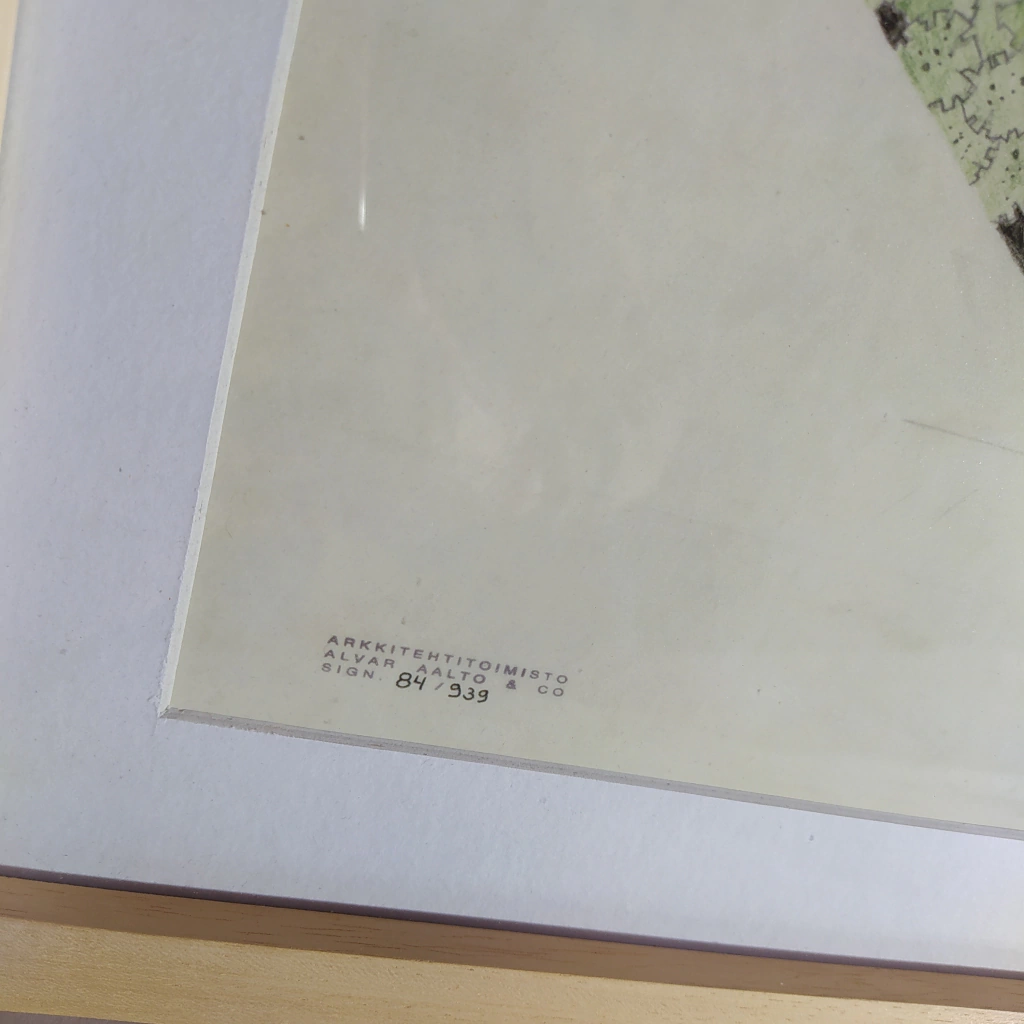 ARKKITEHTITOIMISTO
ALVAR AALTO & CO
SIGN. 84/939